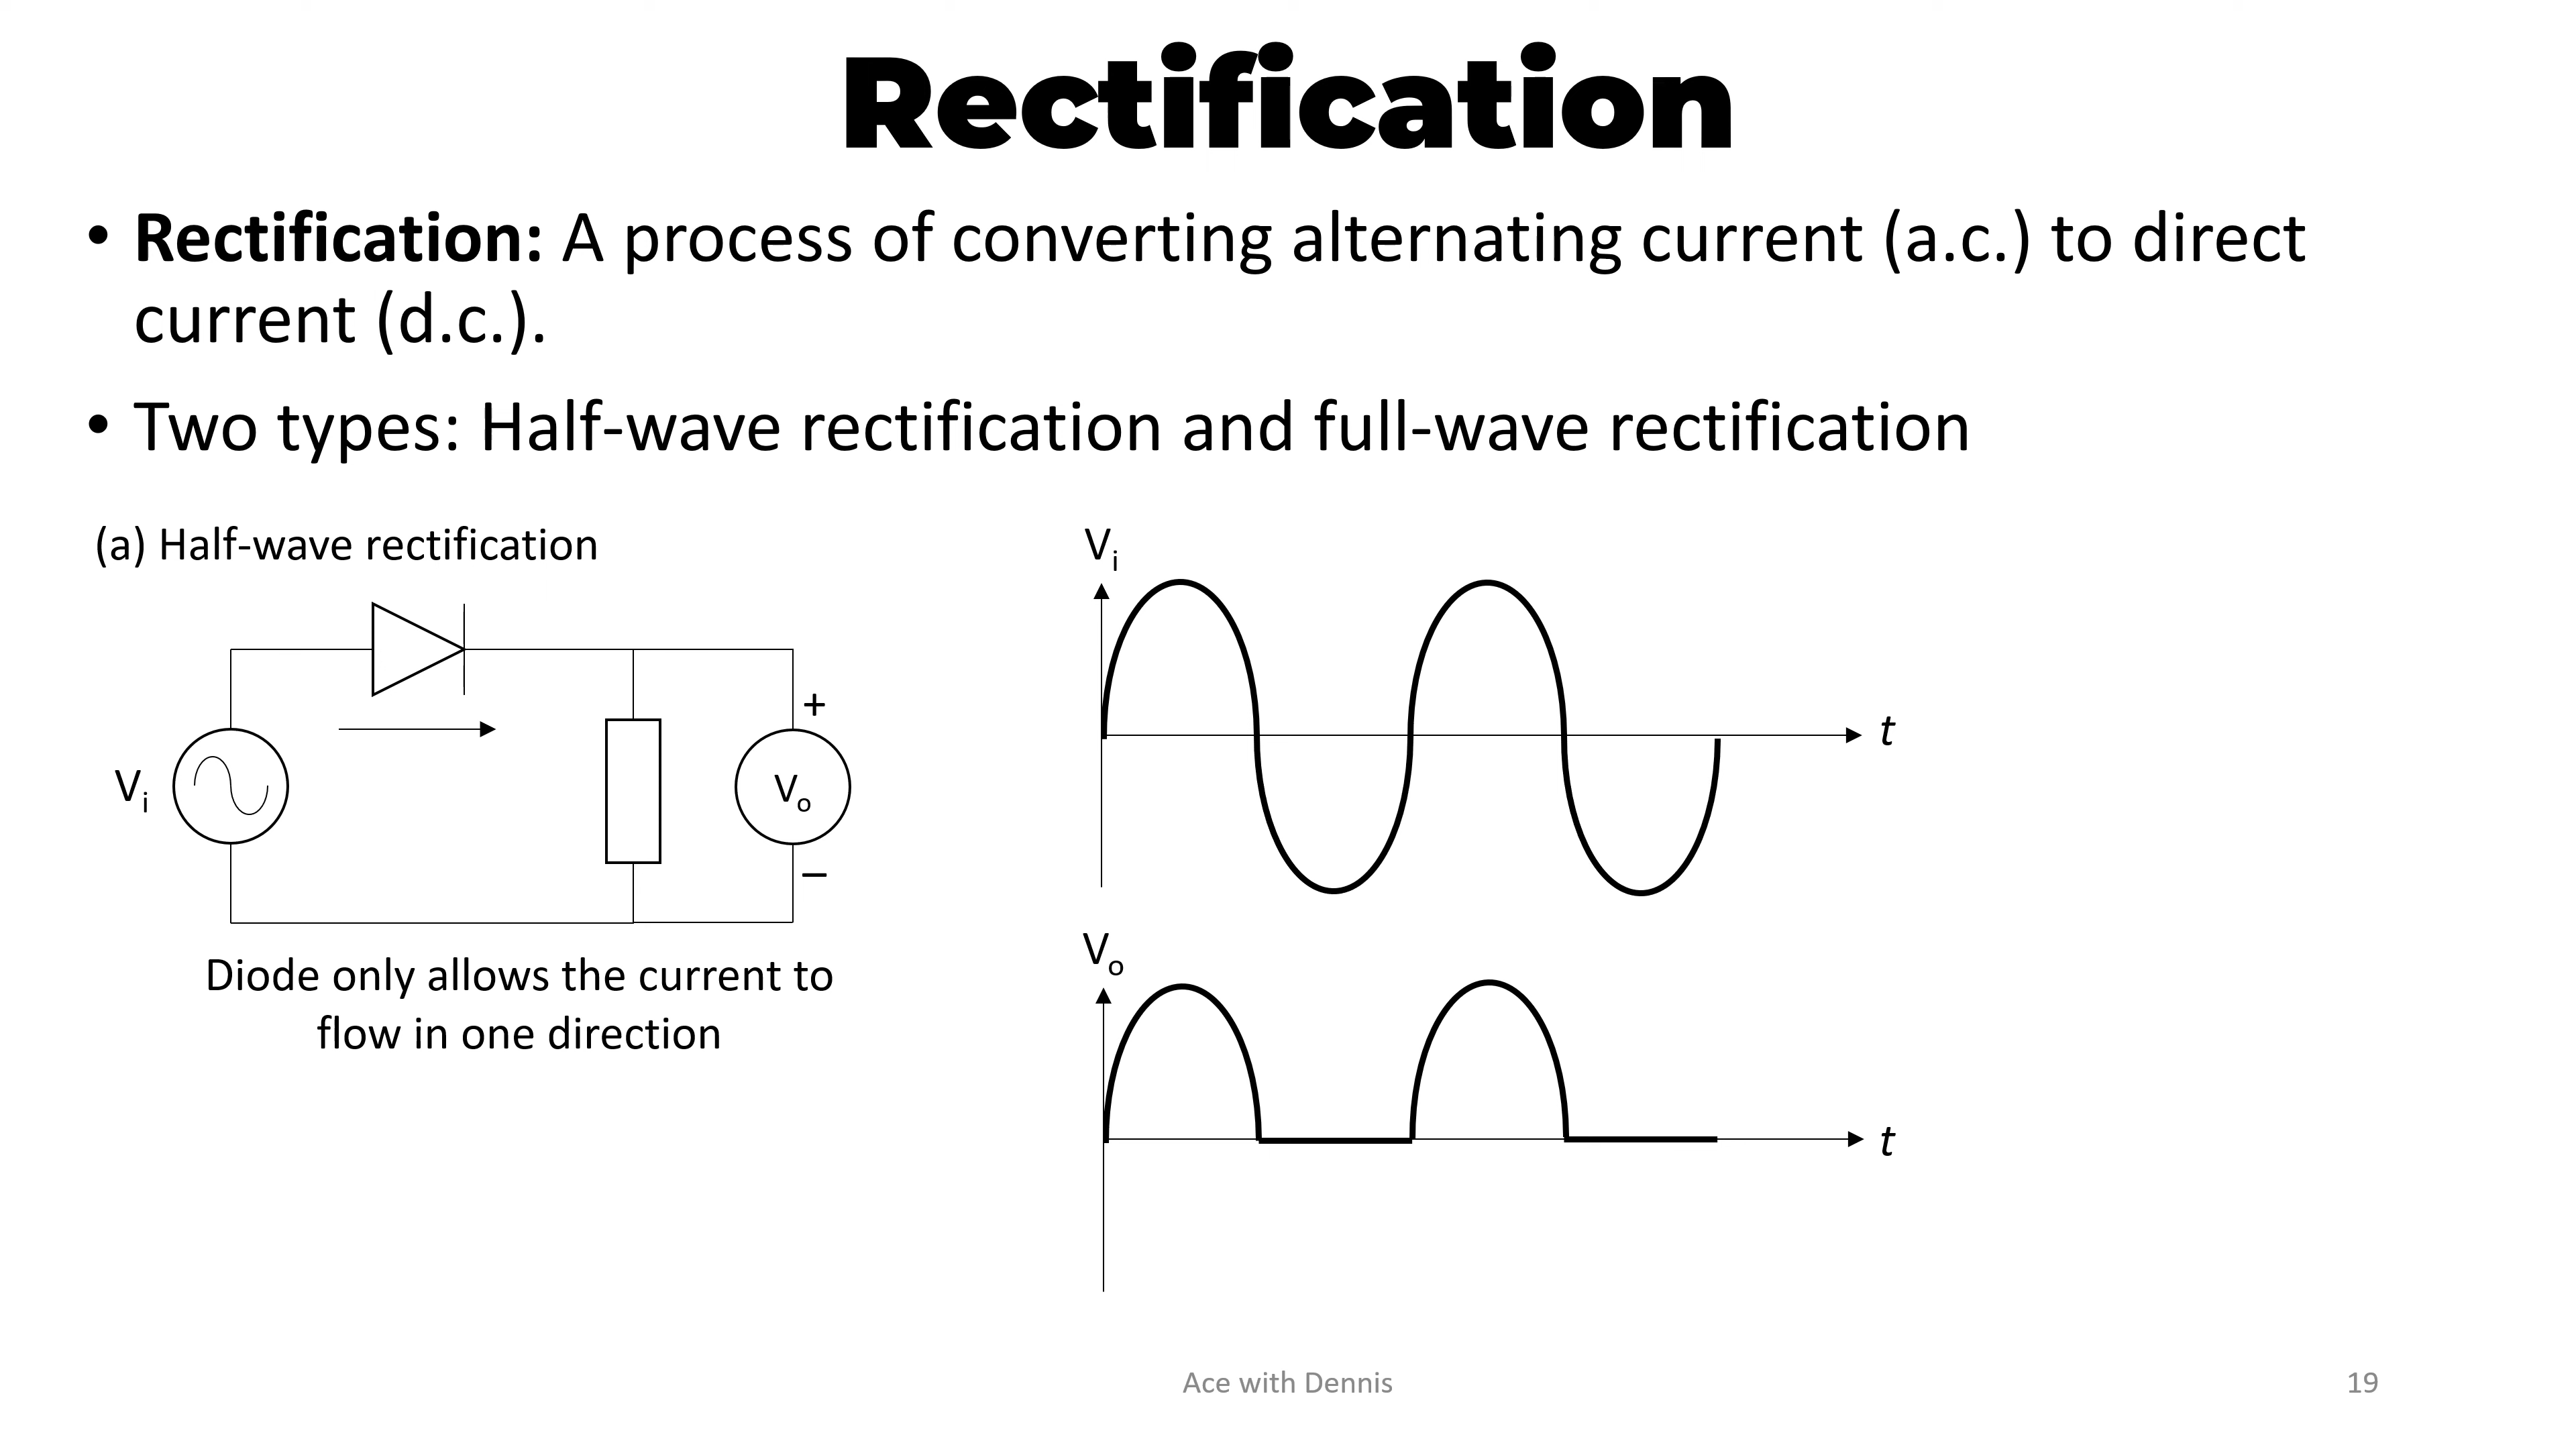 Rectification
• Rectification: A process of converting alternating current (a.c.) to direct
current (d.c.).
• Two types: Half-wave rectification and full-wave rectification
(a) Half-wave rectification
Vi
+
Vi
Vo
–
Diode only allows the current to
flow in one direction
Vi
t
Vo
t
Ace with Dennis
19